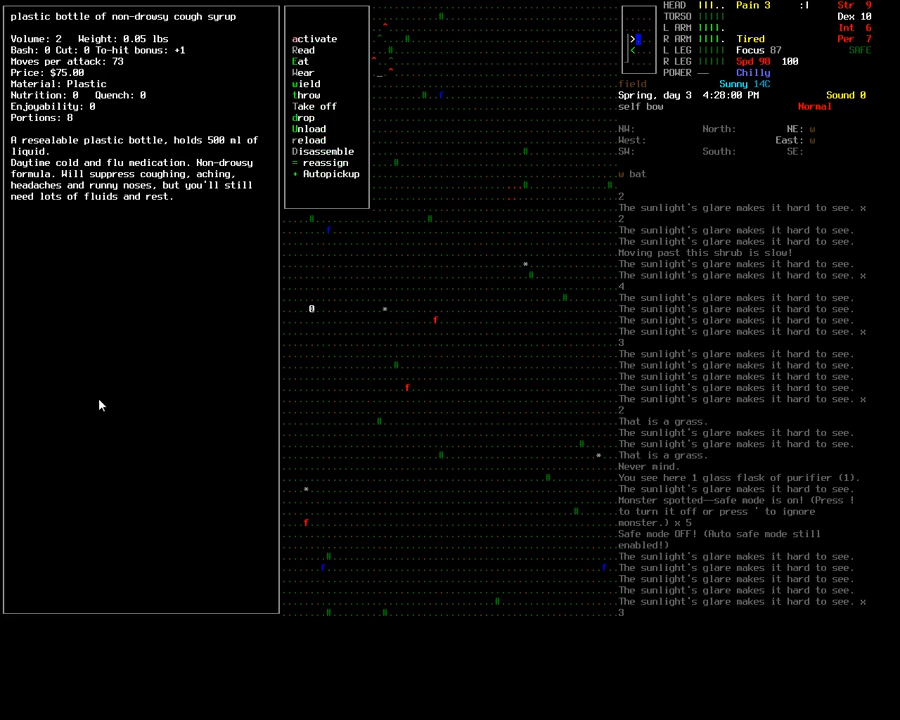 plastic bottle of non-drowsy cough syrup
Volume: 2 Weight: 0.05 lbs
Bash: 0 Cut: 0 To-hit bonus: +1
Moves per attack: 73
Price: $75.00
Material: Plastic
Nutrition: 0 Quench: 0
Enjoyability: 0
Portions: 8
A resealable plastic bottle, holds 500 ml of
liquid.
Daytime cold and flu medication. Non-drowsy
formula. Will suppress coughing, aching,
headaches and runny noses, but you'll still
need lots of fluids and rest.
activate
Read
Eat
Wear
wield
throw
Take off
drop
Unload
reload
Disassemble
= reassign
+ Autopickup
HEAD Pain 3 :| Str 9
TORSO Dex 10
L ARM Int 6
R ARM Tired Per 7
L LEG Focus 87 SAFE
R LEG Spd 98 100
POWER -- Chilly
field Sunny 14C
Spring, day 3 4:28:00 PM Sound 0
self bow Normal
NW: North: NE: w
West: East: w
SW: South: SE:
w bat
2
The sunlight's glare makes it hard to see. x
2
The sunlight's glare makes it hard to see.
The sunlight's glare makes it hard to see.
Moving past this shrub is slow!
The sunlight's glare makes it hard to see.
The sunlight's glare makes it hard to see. x
4
The sunlight's glare makes it hard to see.
The sunlight's glare makes it hard to see.
The sunlight's glare makes it hard to see.
The sunlight's glare makes it hard to see. x
3
The sunlight's glare makes it hard to see.
The sunlight's glare makes it hard to see.
The sunlight's glare makes it hard to see.
The sunlight's glare makes it hard to see.
The sunlight's glare makes it hard to see. x
2
That is a grass.
The sunlight's glare makes it hard to see.
The sunlight's glare makes it hard to see.
That is a grass.
Never mind.
You see here 1 glass flask of purifier (1).
The sunlight's glare makes it hard to see.
Monster spotted--safe mode is on! (Press !
to turn it off or press ' to ignore
monster.) x 5
Safe mode OFF! (Auto safe mode still
enabled!)
The sunlight's glare makes it hard to see.
The sunlight's glare makes it hard to see.
The sunlight's glare makes it hard to see.
The sunlight's glare makes it hard to see.
The sunlight's glare makes it hard to see. x
3